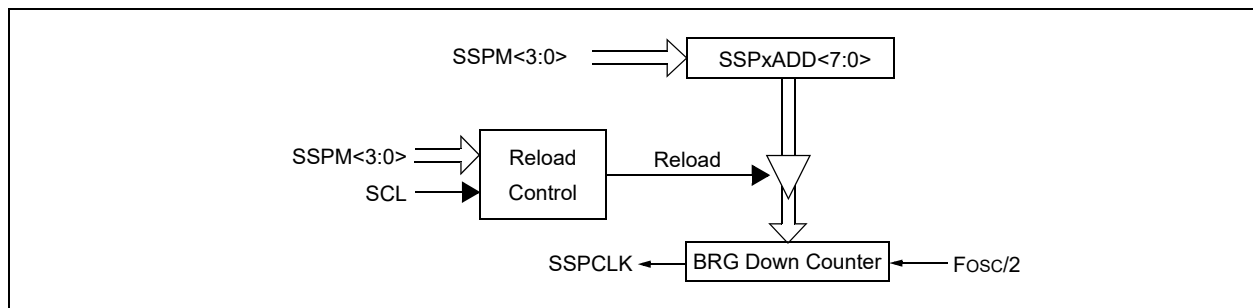 SSPM<3:0>
SSPxADD<7:0>
SSPM<3:0>
SCL
Reload
Control
Reload
SSPCLK
BRG Down Counter
FOSC/2